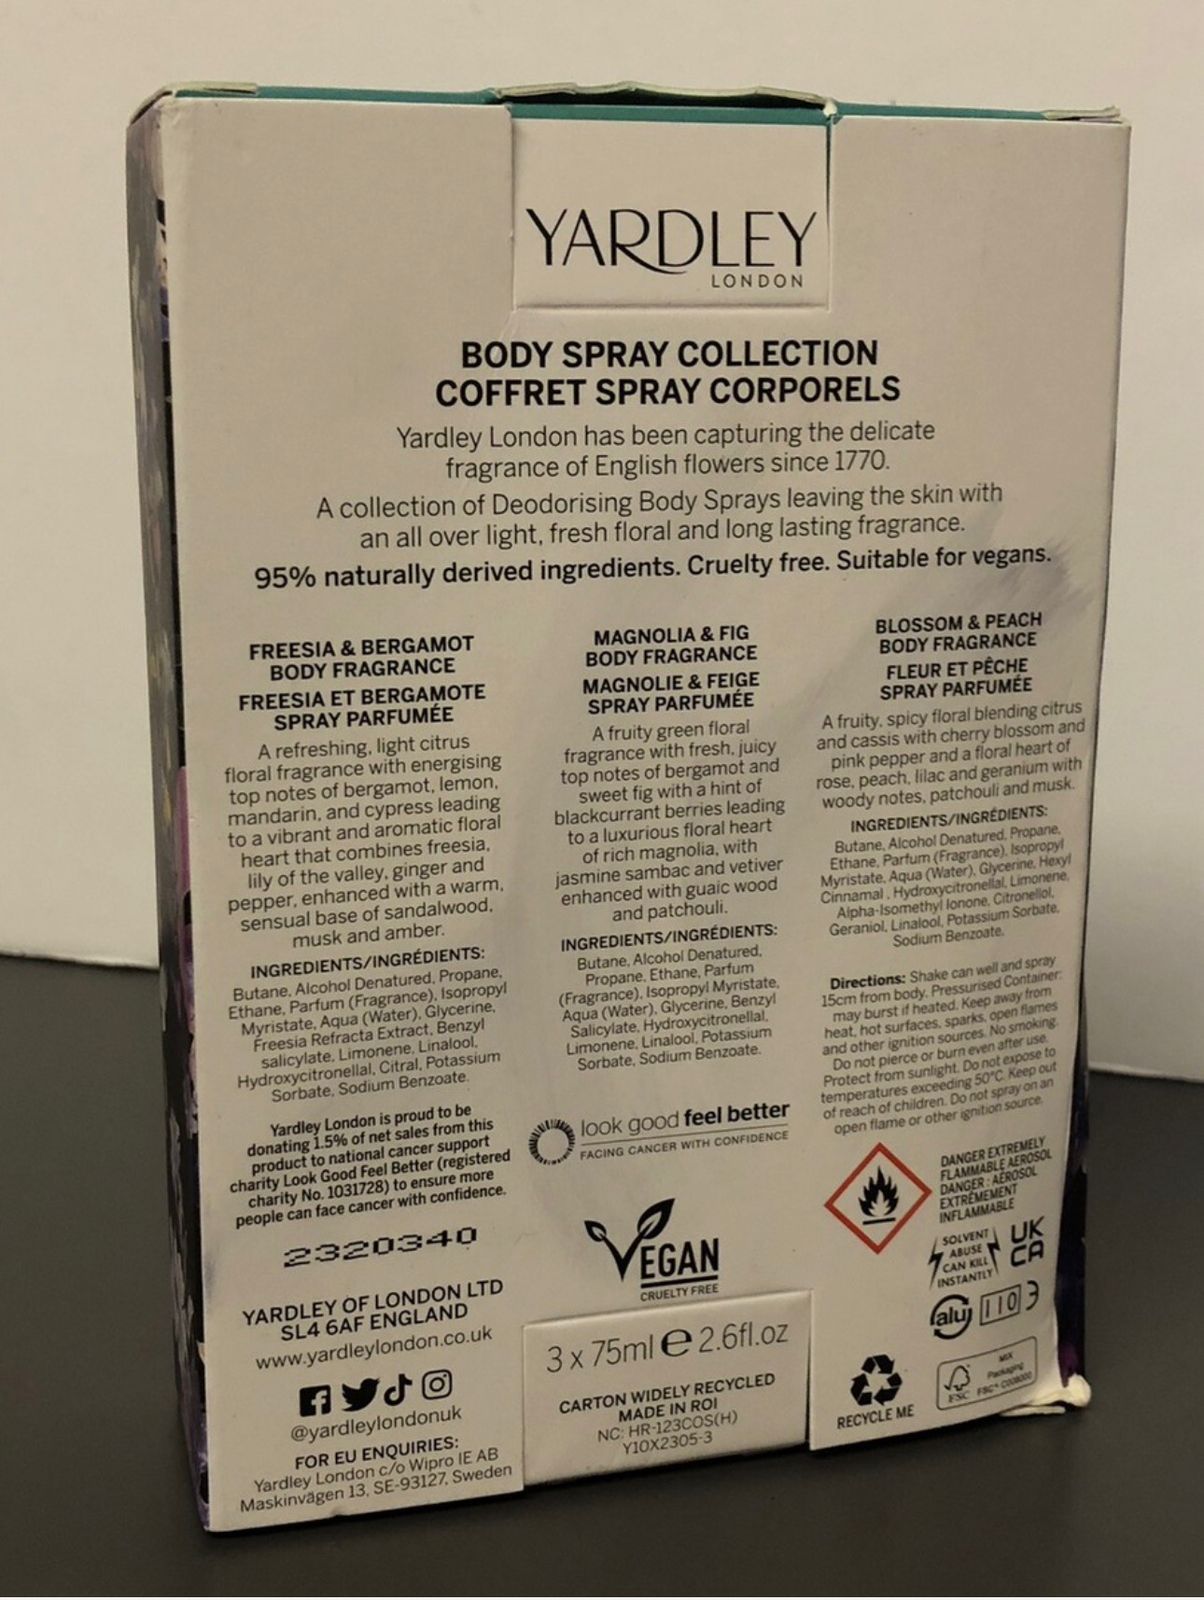 YARDLEY
LONDON
BODY SPRAY COLLECTION
COFFRET SPRAY CORPORELS
Yardley London has been capturing the delicate
fragrance of English flowers since 1770.
A collection of Deodorising Body Sprays leaving the skin with
an all over light, fresh floral and long lasting fragrance.
95% naturally derived ingredients. Cruelty free. Suitable for vegans.
FREESIA & BERGAMOT
BODY FRAGRANCE
FREESIA ET BERGAMOTE
SPRAY PARFUMÉE
A refreshing, light citrus
floral fragrance with energising
top notes of bergamot, lemon,
mandarin, and cypress leading
to a vibrant and aromatic floral
heart that combines freesia,
lily of the valley, ginger and
pepper, enhanced with a warm,
sensual base of sandalwood,
musk and amber.
INGREDIENTS/INGRÉDIENTS:
Butane, Alcohol Denatured, Propane,
Ethane, Parfum (Fragrance), Isopropyl
Myristate, Aqua (Water), Glycerine,
Freesia Refracta Extract, Benzyl
salicylate, Limonene, Linalool,
Hydroxycitronellal, Citral, Potassium
Sorbate, Sodium Benzoate.
Yardley London is proud to be
donating 1.5% of net sales from this
product to national cancer support
charity Look Good Feel Better (registered
charity No. 1031728) to ensure more
people can face cancer with confidence.
2320340
YARDLEY OF LONDON LTD
SL4 6AF ENGLAND
www.yardleylondon.co.uk
@yardleylondonuk
FOR EU ENQUIRIES:
Yardley London c/o Wipro IE AB
Maskinvägen 13, SE-93127, Sweden
MAGNOLIA & FIG
BODY FRAGRANCE
MAGNOLIE & FEIGE
SPRAY PARFUMÉE
A fruity green floral
fragrance with fresh, juicy
top notes of bergamot and
sweet fig with a hint of
blackcurrant berries leading
to a luxurious floral heart
of rich magnolia, with
jasmine sambac and vetiver
enhanced with guaic wood
and patchouli.
INGREDIENTS/INGRÉDIENTS:
Butane, Alcohol Denatured,
Propane, Ethane, Parfum
(Fragrance), Isopropyl Myristate,
Aqua (Water), Glycerine, Benzyl
Salicylate, Hydroxycitronellal,
Limonene, Linalool, Potassium
Sorbate, Sodium Benzoate.
look good feel better
FACING CANCER WITH CONFIDENCE
VEGAN
CRUELTY FREE
3 x 75ml e 2.6fl.oz
CARTON WIDELY RECYCLED
MADE IN ROI
NC: HR-123COS(H)
Y10X2305-3
BLOSSOM & PEACH
BODY FRAGRANCE
FLEUR ET PÊCHE
SPRAY PARFUMÉE
A fruity, spicy floral blending citrus
and cassis with cherry blossom and
pink pepper and a floral heart of
rose, peach, lilac and geranium with
woody notes, patchouli and musk.
INGREDIENTS/INGRÉDIENTS:
Butane, Alcohol Denatured, Propane,
Ethane, Parfum (Fragrance), Isopropyl
Myristate, Aqua (Water), Glycerine, Hexyl
Cinnamal , Hydroxycitronellal, Limonene,
Alpha-Isomethyl Ionone, Citronellol,
Geraniol, Linalool, Potassium Sorbate,
Sodium Benzoate.
Directions: Shake can well and spray
15cm from body. Pressurised Container:
may burst if heated. Keep away from
heat, hot surfaces, sparks, open flames
and other ignition sources. No smoking.
Do not pierce or burn even after use.
Protect from sunlight. Do not expose to
temperatures exceeding 50°C. Keep out
of reach of children. Do not spray on an
open flame or other ignition source.
DANGER EXTREMELY
FLAMMABLE AEROSOL
DANGER : AÉROSOL
EXTRÊMEMENT
INFLAMMABLE
SOLVENT
ABUSE
CAN KILL
INSTANTLY
UK
CA
alu
1103
RECYCLE ME
FSC
MIX
Packaging
FSC™ C008000